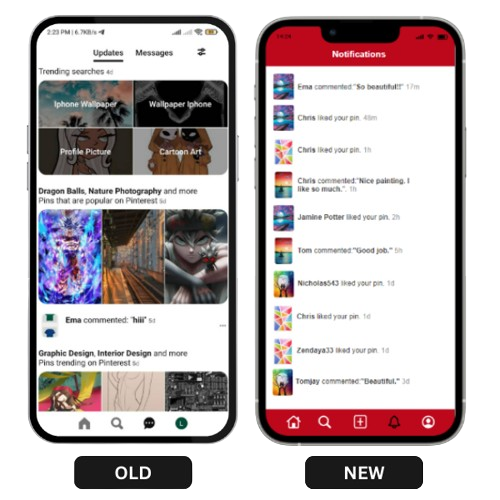 2:23 PM | 6.7KB/s
Updates Messages
Trending searches 4d
Iphone Wallpaper
Wallpaper Iphone
Profile Picture
Cartoon Art
Dragon Balls, Nature Photography and more
Pins that are popular on Pinterest 5d
Ema commented: "hiii" 5d
Graphic Design, Interior Design and more
Pins trending on Pinterest 5d
L
OLD
Notifications
Ema commented:"So beautiful!!" 17m
Chris liked your pin. 48m
Chris liked your pin. 1h
Chris commented:"Nice painting. I
like so much.". 1h
Jamine Potter liked your pin. 2h
Tom commented:"Good job." 5h
Nicholas543 liked your pin. 1d
Chris liked your pin. 1d
Zendaya33 liked your pin. 1d
Tomjay commented:"Beautiful." 3d
NEW